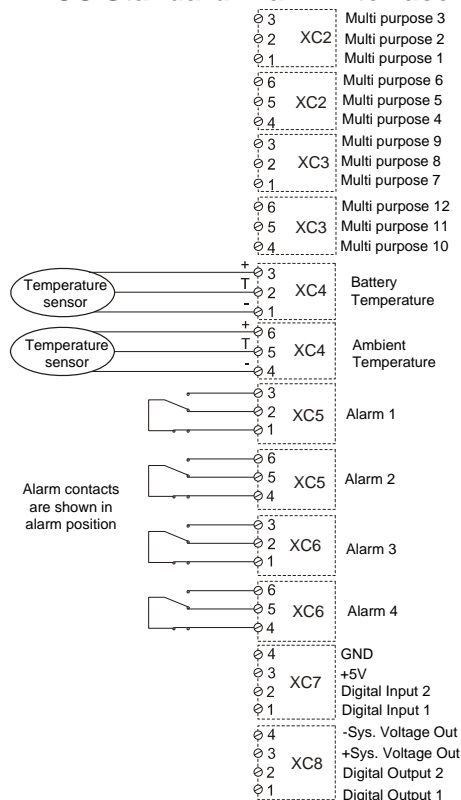 3 Multi purpose 3
2 XC2 Multi purpose 2
1 Multi purpose 1
6 Multi purpose 6
5 XC2 Multi purpose 5
4 Multi purpose 4
3 Multi purpose 9
2 XC3 Multi purpose 8
1 Multi purpose 7
6 Multi purpose 12
5 XC3 Multi purpose 11
4 Multi purpose 10
Temperature
sensor
+ 3
T 2
- 1
XC4
Battery
Temperature
Temperature
sensor
+ 6
T 5
- 4
XC4
Ambient
Temperature
3
2 XC5 Alarm 1
1
6
5 XC5 Alarm 2
4
Alarm contacts
are shown in
alarm position
3
2 XC6 Alarm 3
1
6
5 XC6 Alarm 4
4
4 GND
3 +5V
XC7
2 Digital Input 2
1 Digital Input 1
4 -Sys. Voltage Out
3 +Sys. Voltage Out
XC8
2 Digital Output 2
1 Digital Output 1